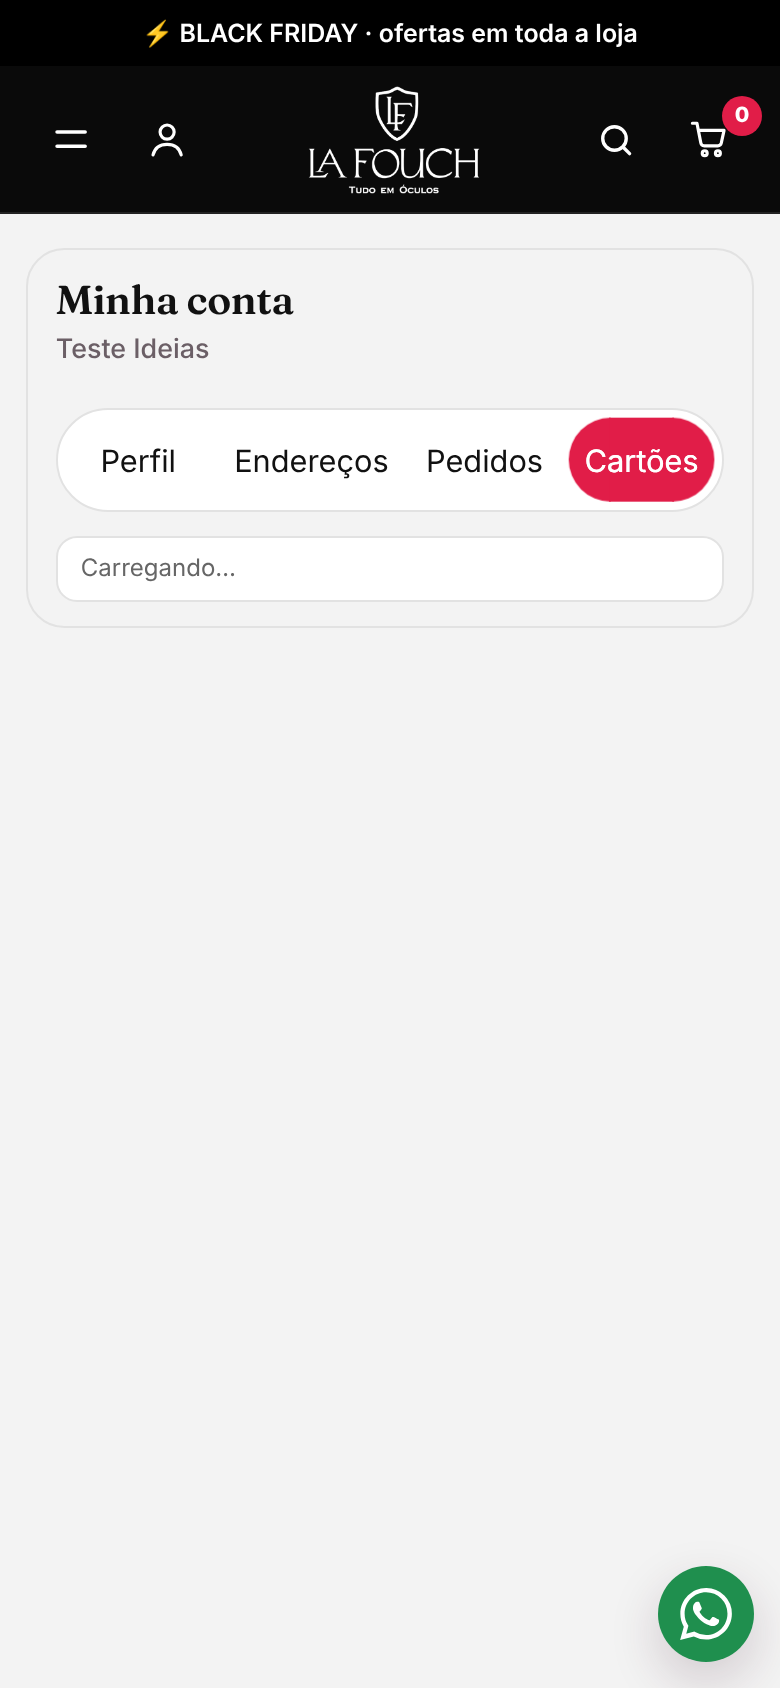 ⚡ BLACK FRIDAY · ofertas em toda a loja
0
LF
LA FOUCH
TUDO EM ÓCULOS
Minha conta
Teste Ideias
Perfil Endereços Pedidos Cartões
Carregando...